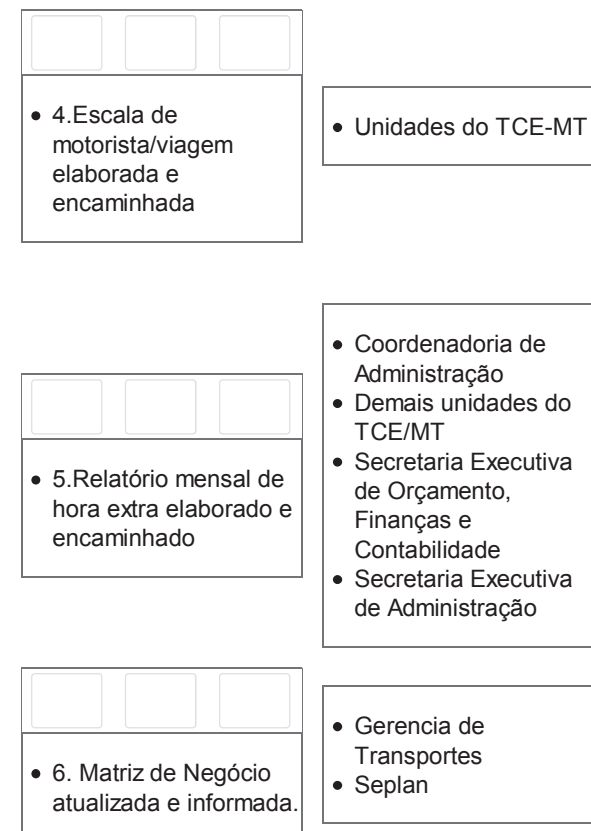 • 4.Escala de
motorista/viagem
elaborada e
encaminhada
• Unidades do TCE-MT
• 5.Relatório mensal de
hora extra elaborado e
encaminhado
• Coordenadoria de
Administração
• Demais unidades do
TCE/MT
• Secretaria Executiva
de Orçamento,
Finanças e
Contabilidade
• Secretaria Executiva
de Administração
• 6. Matriz de Negócio
atualizada e informada.
• Gerencia de
Transportes
• Seplan